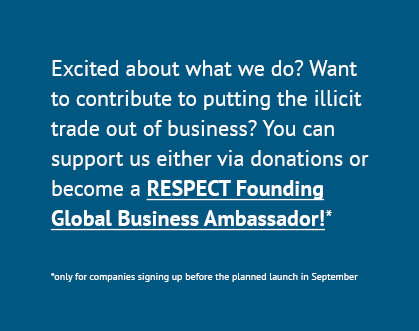 Excited about what we do? Want
to contribute to putting the illicit
trade out of business? You can
support us either via donations or
become a RESPECT Founding
Global Business Ambassador!*
*only for companies signing up before the planned launch in September